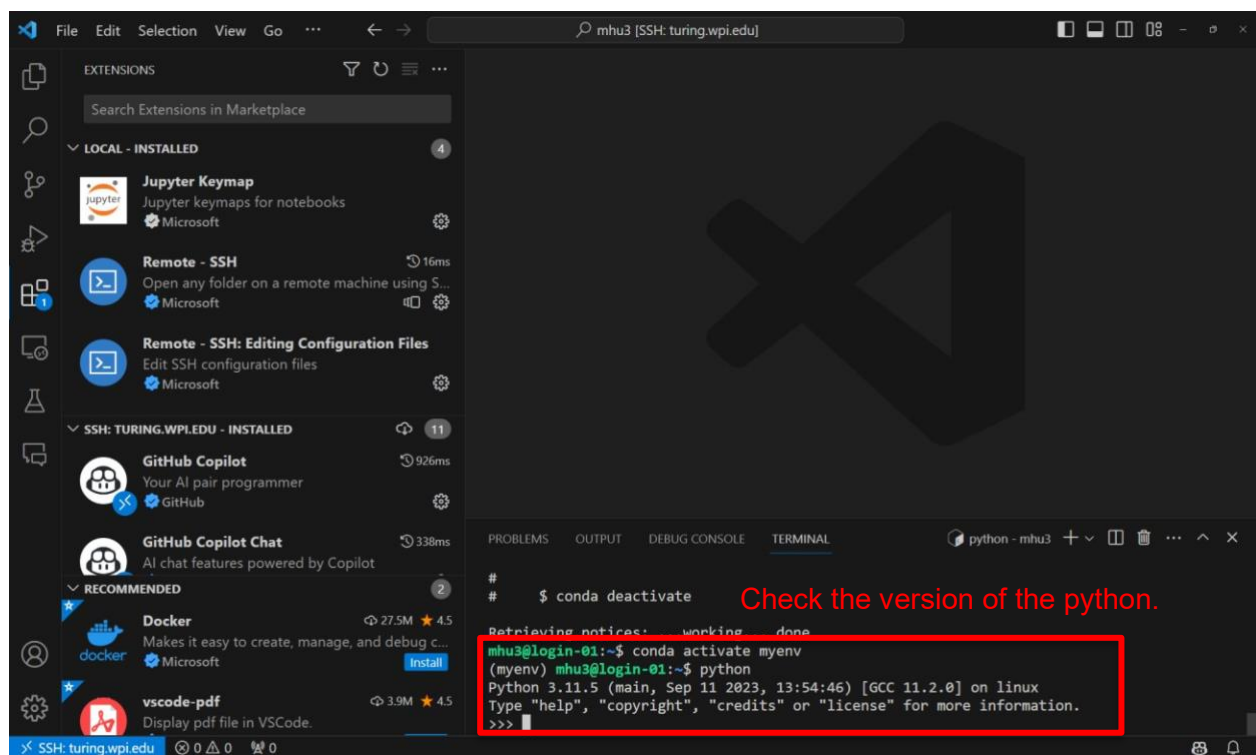 File Edit Selection View Go ··· mhu3 [SSH: turing.wpi.edu]
EXTENSIONS
Search Extensions in Marketplace
LOCAL - INSTALLED 4
jupyter
Jupyter Keymap
Jupyter keymaps for notebooks
Microsoft
Remote - SSH 16ms
Open any folder on a remote machine using S...
Microsoft
1
Remote - SSH: Editing Configuration Files
Edit SSH configuration files
Microsoft
SSH: TURING.WPI.EDU - INSTALLED 11
GitHub Copilot 926ms
Your AI pair programmer
GitHub
GitHub Copilot Chat 338ms
AI chat features powered by Copilot
RECOMMENDED 2
docker
Docker 27.5M ★ 4.5
Makes it easy to create, manage, and debug c...
Microsoft Install
vscode-pdf 3.9M ★ 4.5
Display pdf file in VSCode.
PROBLEMS OUTPUT DEBUG CONSOLE TERMINAL python - mhu3
#
# $ conda deactivate
Check the version of the python.
Retrieving notices: ...working... done
mhu3@login-01:~$ conda activate myenv
(myenv) mhu3@login-01:~$ python
Python 3.11.5 (main, Sep 11 2023, 13:54:46) [GCC 11.2.0] on linux
Type "help", "copyright", "credits" or "license" for more information.
>>>
SSH: turing.wpi.edu 0 0 0